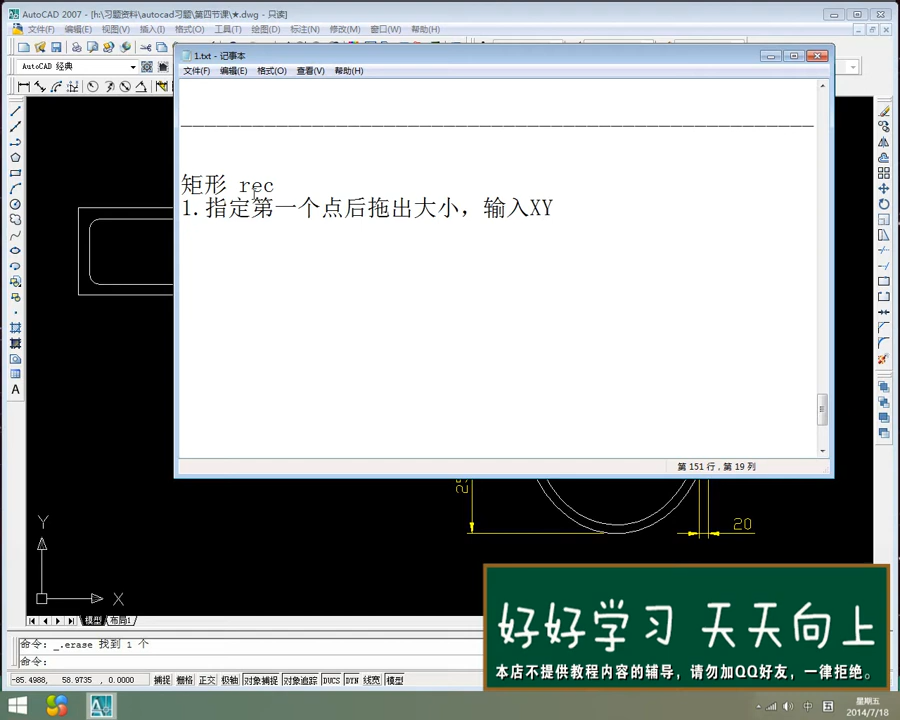 AutoCAD 2007 - [h:\习题资料\autocad习题\第四节课\★.dwg - 只读]
文件(F) 编辑(E) 视图(V) 插入(I) 格式(O) 工具(T) 绘图(D) 标注(N) 修改(M) 窗口(W) 帮助(H)
AutoCAD 经典
1.txt - 记事本
文件(F) 编辑(E) 格式(O) 查看(V) 帮助(H)
矩形 rec
1.指定第一个点后拖出大小，输入XY
第 151 行，第 19 列
20
Y
X
A
模型 布局1
命令: _.erase 找到 1 个
命令:
-85.4988, 58.9735, 0.0000 捕捉 栅格 正交 极轴 对象捕捉 对象追踪 DUCS DYN 线宽 模型
好好学习 天天向上
本店不提供教程内容的辅导，请勿加QQ好友，一律拒绝。
中 五
星期五
2014/7/18